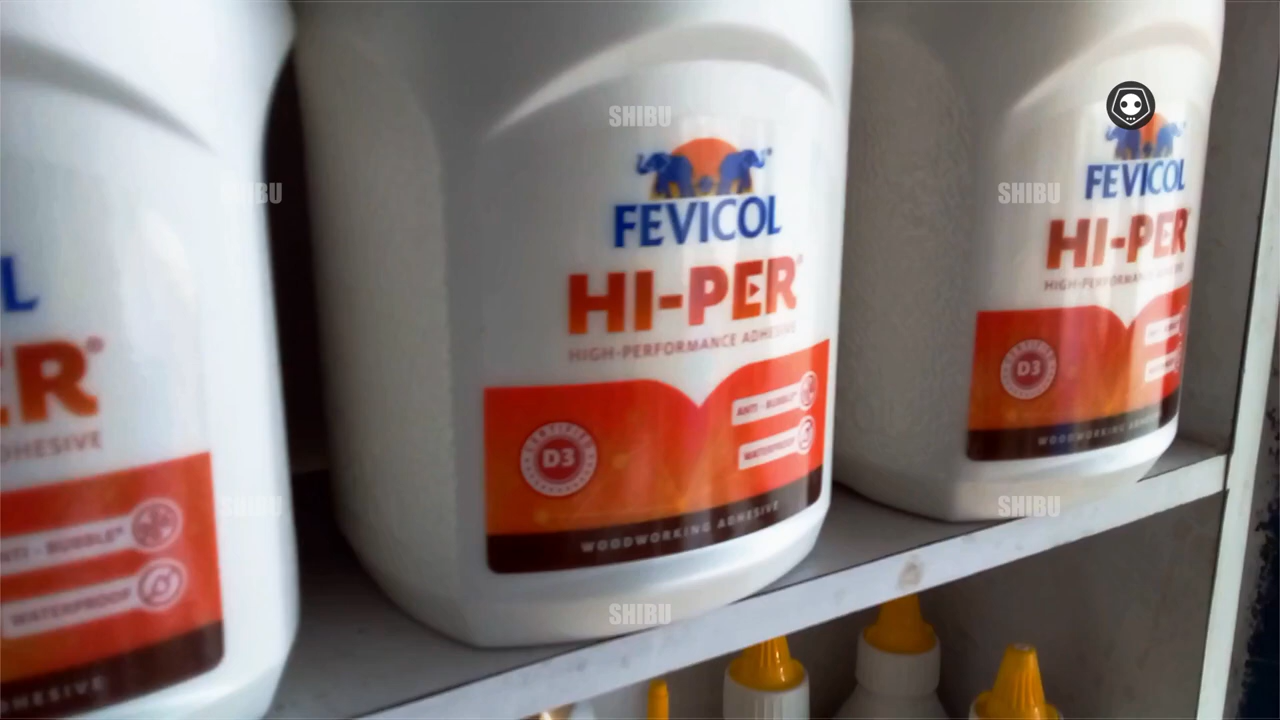 SHIBU
FEVICOL
HI-PER®
HIGH-PERFORMANCE ADHESIVE
CERTIFIED
D3
ANTI - BUBBLE
WATERPROOF
WOODWORKING ADHESIVE
SHIBU
SHIBU
FEVICOL
HI-PER
HIGH-PERFORMANCE
D3
WOODWORKING
SHIBU
SHIBU
L
ER®
ADHESIVE
ANTI - BUBBLE
WATERPROOF
ADHESIVE
SHIBU